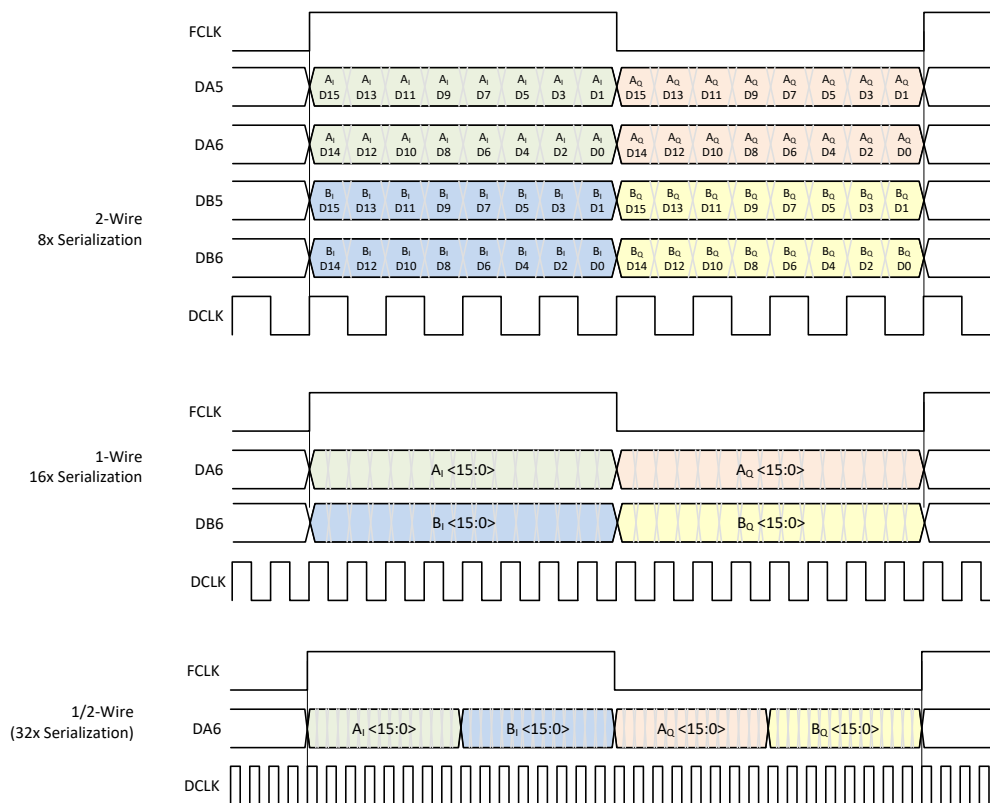 FCLK
DA5
A_I A_I A_I A_I A_I A_I A_I A_I A_Q A_Q A_Q A_Q A_Q A_Q A_Q A_Q
D15 D13 D11 D9 D7 D5 D3 D1 D15 D13 D11 D9 D7 D5 D3 D1
DA6
A_I A_I A_I A_I A_I A_I A_I A_I A_Q A_Q A_Q A_Q A_Q A_Q A_Q A_Q
D14 D12 D10 D8 D6 D4 D2 D0 D14 D12 D10 D8 D6 D4 D2 D0
2-Wire
8x Serialization
DB5
B_I B_I B_I B_I B_I B_I B_I B_I B_Q B_Q B_Q B_Q B_Q B_Q B_Q B_Q
D15 D13 D11 D9 D7 D5 D3 D1 D15 D13 D11 D9 D7 D5 D3 D1
DB6
B_I B_I B_I B_I B_I B_I B_I B_I B_Q B_Q B_Q B_Q B_Q B_Q B_Q B_Q
D14 D12 D10 D8 D6 D4 D2 D0 D14 D12 D10 D8 D6 D4 D2 D0
DCLK
FCLK
1-Wire
16x Serialization
DA6 A_I <15:0> A_Q <15:0>
DB6 B_I <15:0> B_Q <15:0>
DCLK
FCLK
1/2-Wire
(32x Serialization)
DA6 A_I <15:0> B_I <15:0> A_Q <15:0> B_Q <15:0>
DCLK